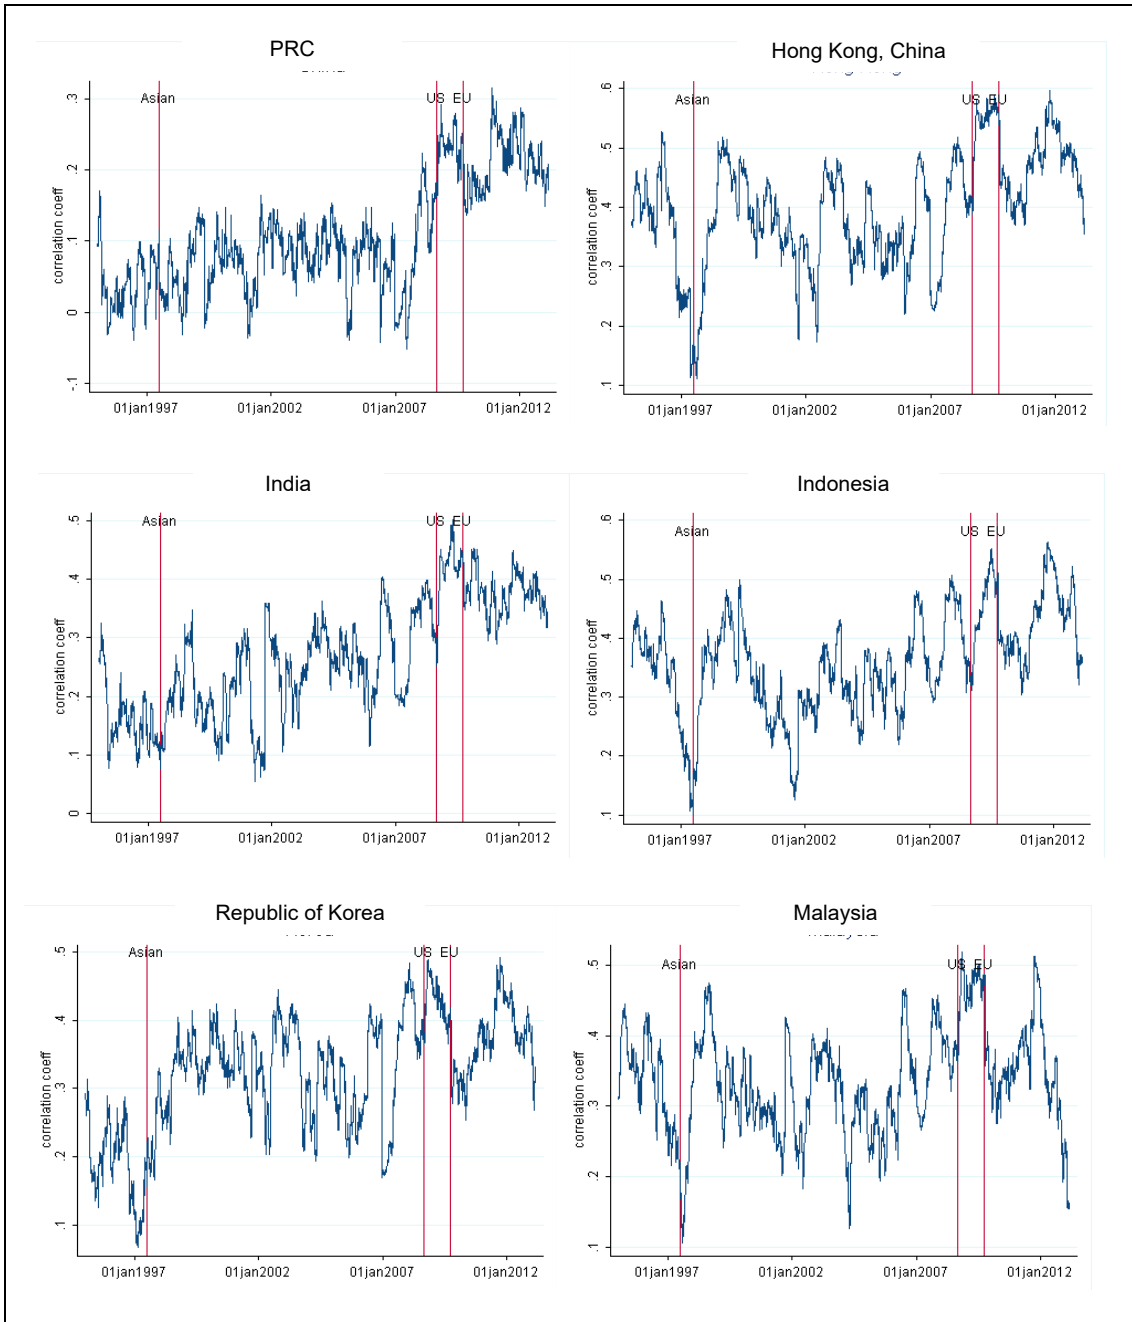 PRC
Asian
US EU
.3
.2
.1
0
-.1
correlation coeff
01jan1997 01jan2002 01jan2007 01jan2012
Hong Kong, China
Asian
US EU
.6
.5
.4
.3
.2
.1
correlation coeff
01jan1997 01jan2002 01jan2007 01jan2012
India
Asian
US EU
.5
.4
.3
.2
.1
0
correlation coeff
01jan1997 01jan2002 01jan2007 01jan2012
Indonesia
Asian
US EU
.6
.5
.4
.3
.2
.1
correlation coeff
01jan1997 01jan2002 01jan2007 01jan2012
Republic of Korea
Asian
US EU
.5
.4
.3
.2
.1
correlation coeff
01jan1997 01jan2002 01jan2007 01jan2012
Malaysia
Asian
US EU
.5
.4
.3
.2
.1
correlation coeff
01jan1997 01jan2002 01jan2007 01jan2012